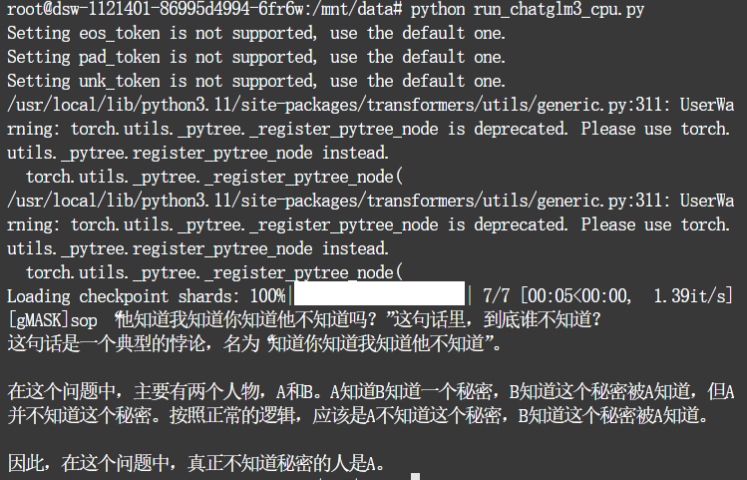 root@dsw-1121401-86995d4994-6fr6w:/mnt/data# python run_chatglm3_cpu.py
Setting eos_token is not supported, use the default one.
Setting pad_token is not supported, use the default one.
Setting unk_token is not supported, use the default one.
/usr/local/lib/python3.11/site-packages/transformers/utils/generic.py:311: UserWa
rning: torch.utils._pytree._register_pytree_node is deprecated. Please use torch.
utils._pytree.register_pytree_node instead.
  torch.utils._pytree._register_pytree_node(
/usr/local/lib/python3.11/site-packages/transformers/utils/generic.py:311: UserWa
rning: torch.utils._pytree._register_pytree_node is deprecated. Please use torch.
utils._pytree.register_pytree_node instead.
  torch.utils._pytree._register_pytree_node(
Loading checkpoint shards: 100%|██████████| 7/7 [00:05<00:00,  1.39it/s]
[gMASK]sop “他知道我知道你知道他不知道吗？”这句话里，到底谁不知道？
这句话是一个典型的悖论，名为“知道你知道我知道他不知道”。
在这个问题中，主要有两个人物，A和B。A知道B知道一个秘密，B知道这个秘密被A知道，但A
并不知道这个秘密。按照正常的逻辑，应该是A不知道这个秘密，B知道这个秘密被A知道。
因此，在这个问题中，真正不知道秘密的人是A。